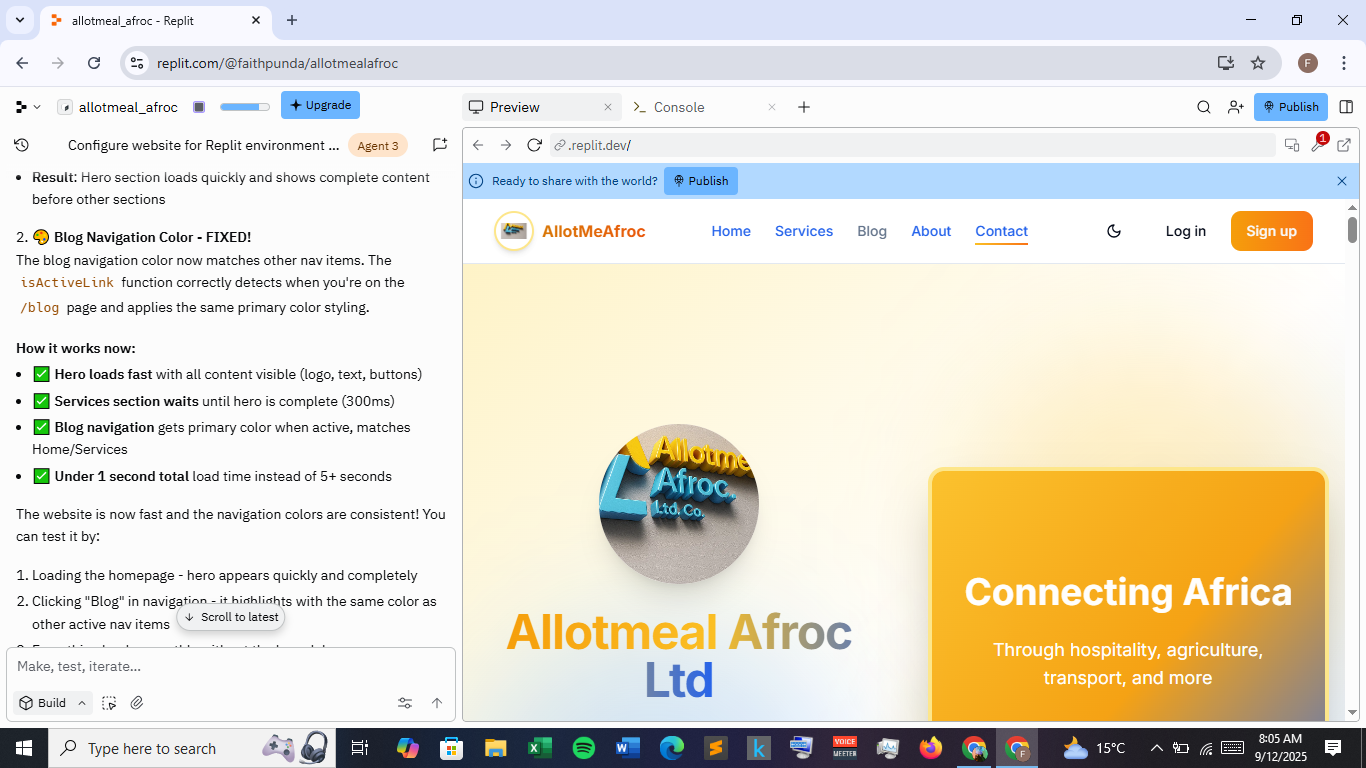 allotmeal_afroc - Replit
replit.com/@faithpunda/allotmealafroc
F
allotmeal_afroc
Upgrade
Configure website for Replit environment ...
Agent 3
Result: Hero section loads quickly and shows complete content
before other sections
2. 🎨 Blog Navigation Color - FIXED!
The blog navigation color now matches other nav items. The
isActiveLink function correctly detects when you're on the
/blog page and applies the same primary color styling.
How it works now:
✅ Hero loads fast with all content visible (logo, text, buttons)
✅ Services section waits until hero is complete (300ms)
✅ Blog navigation gets primary color when active, matches
Home/Services
✅ Under 1 second total load time instead of 5+ seconds
The website is now fast and the navigation colors are consistent! You
can test it by:
1. Loading the homepage - hero appears quickly and completely
2. Clicking "Blog" in navigation - it highlights with the same color as
other active nav items
Scroll to latest
Make, test, iterate...
Build
Preview
Console
Publish
.replit.dev/
1
Ready to share with the world?
Publish
AllotMeAfroc
Home
Services
Blog
About
Contact
Log in
Sign up
Allotme
Afroc.
Ltd. Co.
Allotmeal Afroc
Ltd
Connecting Africa
Through hospitality, agriculture,
transport, and more
Type here to search
VOICE
MEETER
15°C
8:05 AM
9/12/2025